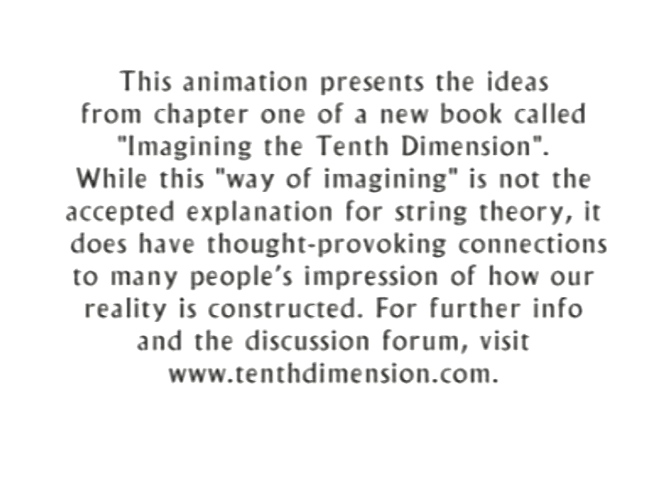 This animation presents the ideas
from chapter one of a new book called
"Imagining the Tenth Dimension".
While this "way of imagining" is not the
accepted explanation for string theory, it
does have thought-provoking connections
to many people's impression of how our
reality is constructed. For further info
and the discussion forum, visit
www.tenthdimension.com.